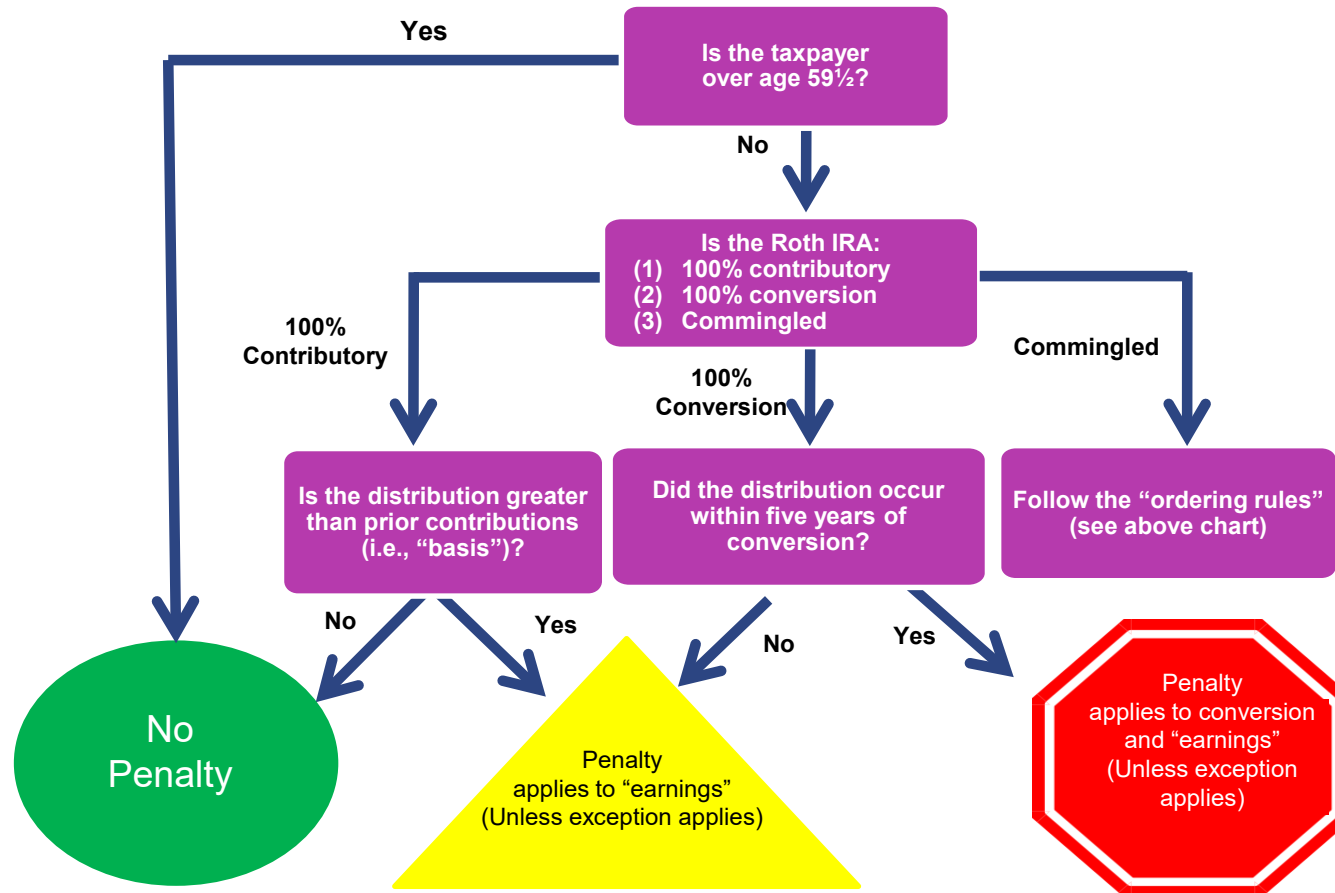 Yes
Is the taxpayer
over age 59½?
No
Is the Roth IRA:
(1) 100% contributory
(2) 100% conversion
(3) Commingled
100%
Contributory
100%
Conversion
Commingled
Is the distribution greater
than prior contributions
(i.e., “basis”)?
Did the distribution occur
within five years of
conversion?
Follow the “ordering rules”
(see above chart)
No
Yes
No
Yes
No
Penalty
Penalty
applies to “earnings”
(Unless exception applies)
Penalty
applies to conversion
and “earnings”
(Unless exception
applies)